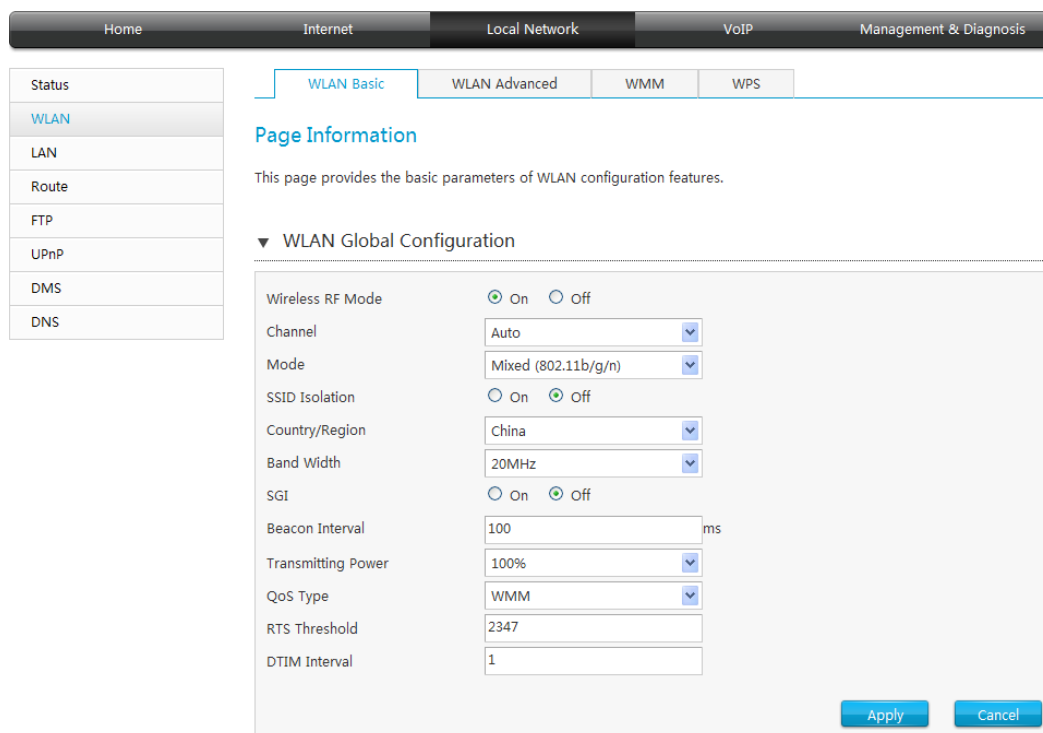 Home Internet Local Network VoIP Management & Diagnosis
Status
WLAN
LAN
Route
FTP
UPnP
DMS
DNS
WLAN Basic WLAN Advanced WMM WPS
Page Information
This page provides the basic parameters of WLAN configuration features.
WLAN Global Configuration
Wireless RF Mode On Off
Channel Auto
Mode Mixed (802.11b/g/n)
SSID Isolation On Off
Country/Region China
Band Width 20MHz
SGI On Off
Beacon Interval 100 ms
Transmitting Power 100%
QoS Type WMM
RTS Threshold 2347
DTIM Interval 1
Apply Cancel